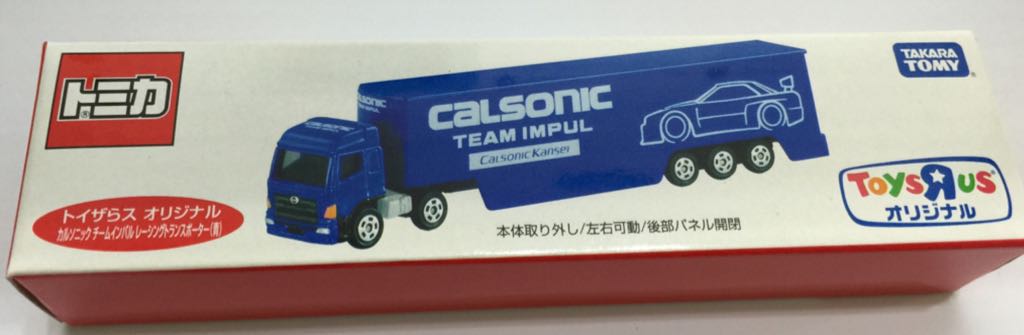 トミカ®
トイザらス オリジナル
カルソニック チームインパル レーシングトランスポーター(青)
CALSONIC
TEAM IMPUL
CalsonicKansei
本体取り外し/左右可動/後部パネル開閉
TAKARA
TOMY
TOYSЯUS
オリジナル